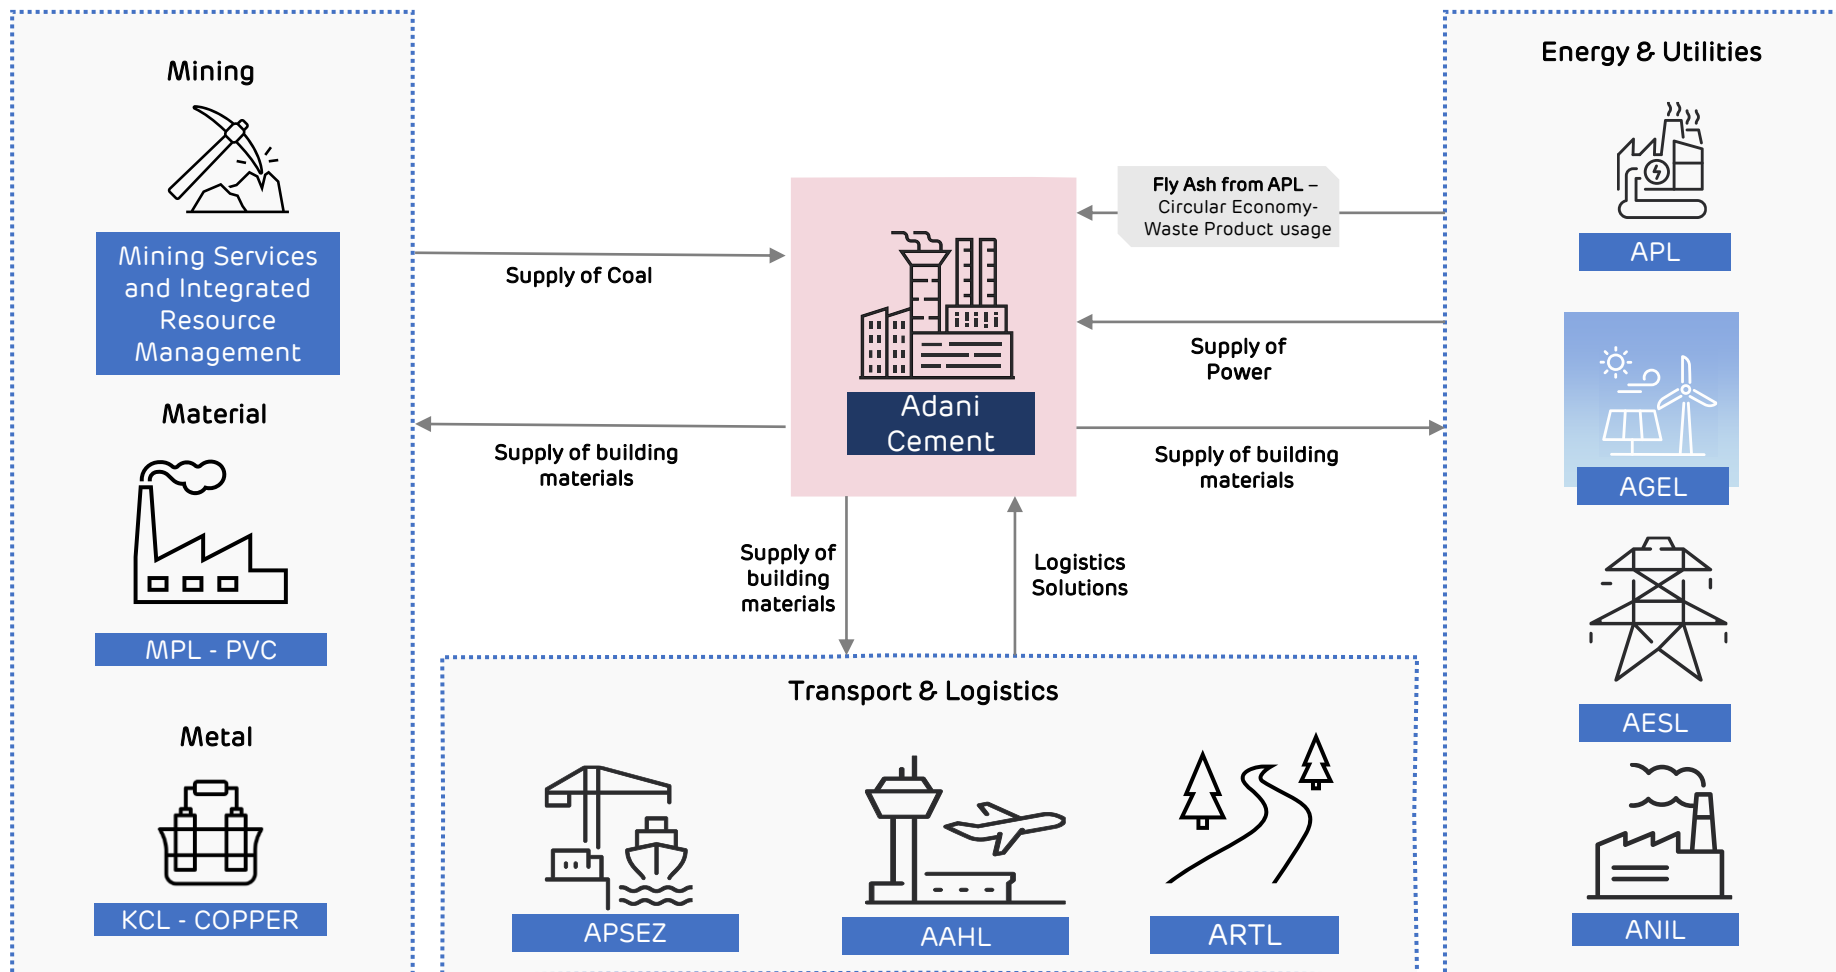 Mining
Mining Services
and Integrated
Resource
Management
Material
MPL - PVC
Metal
KCL - COPPER
Supply of Coal
Supply of building
materials
Adani
Cement
Fly Ash from APL –
Circular Economy-
Waste Product usage
Supply of
Power
Supply of building
materials
Supply of
building
materials
Logistics
Solutions
Transport & Logistics
APSEZ
AAHL
ARTL
Energy & Utilities
APL
AGEL
AESL
ANIL